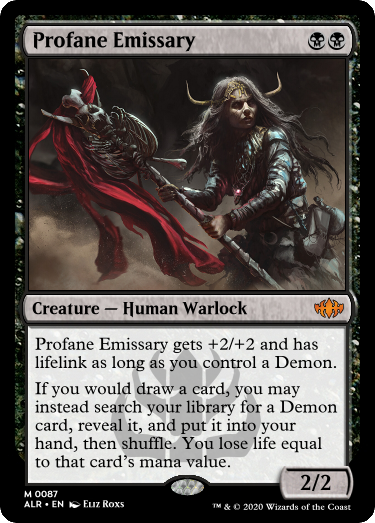 Profane Emissary
Creature — Human Warlock
Profane Emissary gets +2/+2 and has
lifelink as long as you control a Demon.
If you would draw a card, you may
instead search your library for a Demon
card, reveal it, and put it into your
hand, then shuffle. You lose life equal
to that card's mana value.
2/2
M 0087
ALR • EN Eliz Roxs
™ & © 2020 Wizards of the Coast